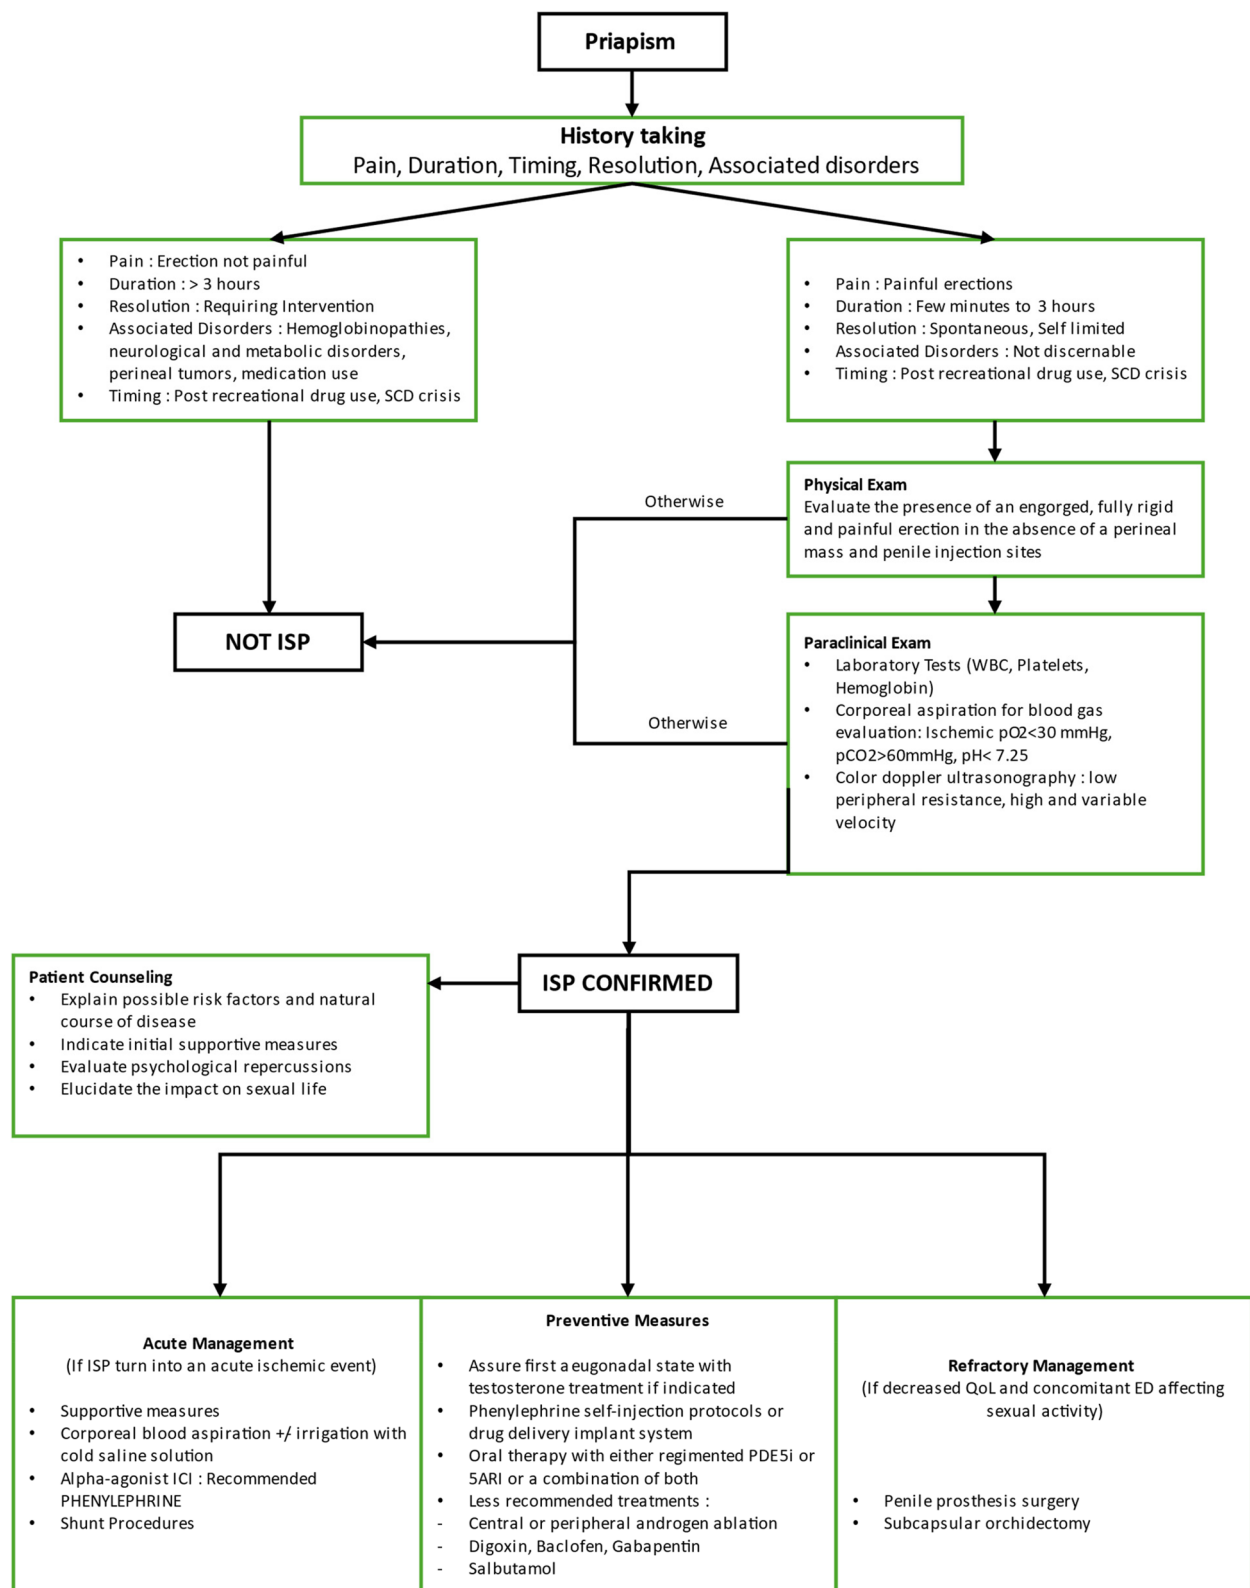 Priapism
History taking
Pain, Duration, Timing, Resolution, Associated disorders
• Pain : Erection not painful
• Duration : > 3 hours
• Resolution : Requiring Intervention
• Associated Disorders : Hemoglobinopathies,
neurological and metabolic disorders,
perineal tumors, medication use
• Timing : Post recreational drug use, SCD crisis
• Pain : Painful erections
• Duration : Few minutes to 3 hours
• Resolution : Spontaneous, Self limited
• Associated Disorders : Not discernable
• Timing : Post recreational drug use, SCD crisis
Otherwise
Physical Exam
Evaluate the presence of an engorged, fully rigid
and painful erection in the absence of a perineal
mass and penile injection sites
NOT ISP
Otherwise
Paraclinical Exam
• Laboratory Tests (WBC, Platelets,
Hemoglobin)
• Corporeal aspiration for blood gas
evaluation: Ischemic pO2<30 mmHg,
pCO2>60mmHg, pH< 7.25
• Color doppler ultrasonography : low
peripheral resistance, high and variable
velocity
ISP CONFIRMED
Patient Counseling
• Explain possible risk factors and natural
course of disease
• Indicate initial supportive measures
• Evaluate psychological repercussions
• Elucidate the impact on sexual life
Acute Management
(If ISP turn into an acute ischemic event)
• Supportive measures
• Corporeal blood aspiration +/- irrigation with
cold saline solution
• Alpha-agonist ICI : Recommended
PHENYLEPHRINE
• Shunt Procedures
Preventive Measures
• Assure first a eugonadal state with
testosterone treatment if indicated
• Phenylephrine self-injection protocols or
drug delivery implant system
• Oral therapy with either regimented PDE5i or
5ARI or a combination of both
• Less recommended treatments :
- Central or peripheral androgen ablation
- Digoxin, Baclofen, Gabapentin
- Salbutamol
Refractory Management
(If decreased QoL and concomitant ED affecting
sexual activity)
• Penile prosthesis surgery
• Subcapsular orchidectomy